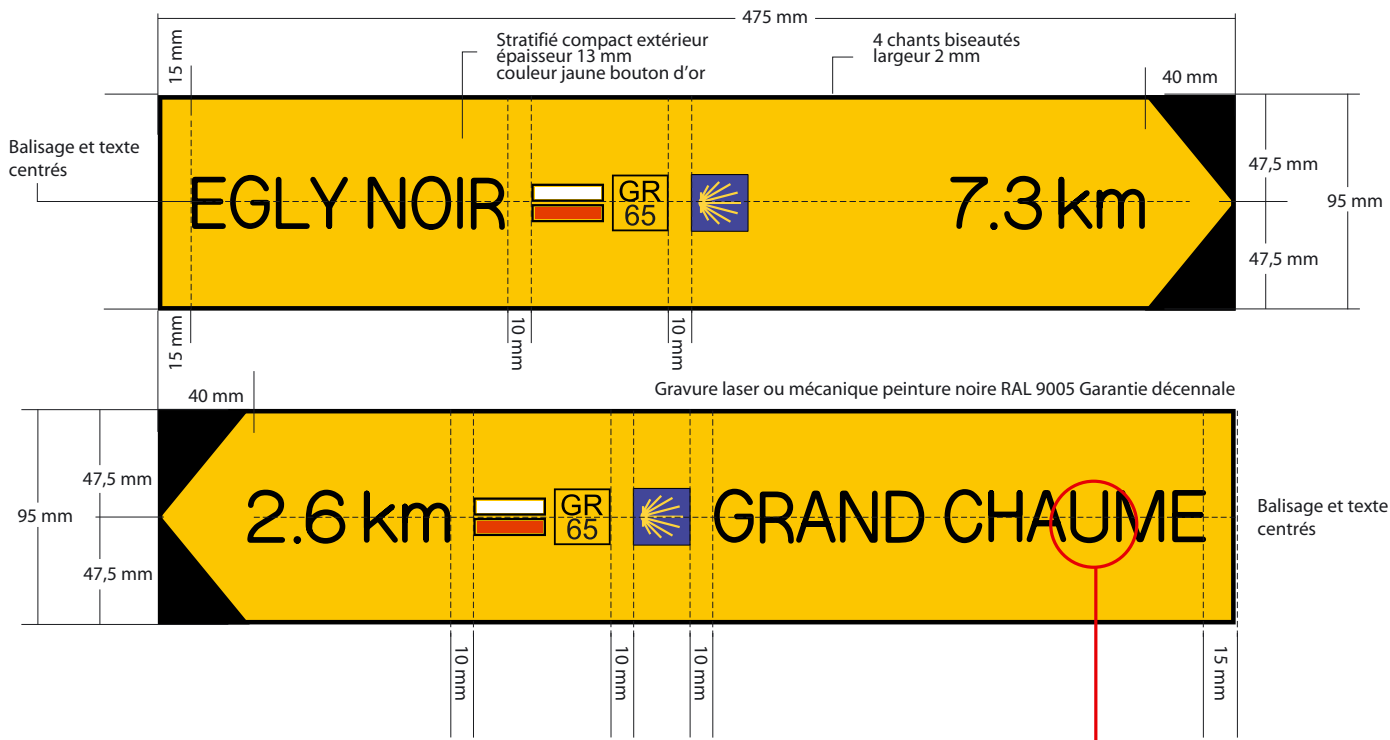 475 mm
15 mm
Stratifié compact extérieur
épaisseur 13 mm
couleur jaune bouton d'or
4 chants biseautés
largeur 2 mm
40 mm
Balisage et texte
centrés
EGLY NOIR
GR
65
7.3 km
47,5 mm
95 mm
47,5 mm
15 mm
10 mm
10 mm
40 mm
Gravure laser ou mécanique peinture noire RAL 9005 Garantie décennale
47,5 mm
95 mm
47,5 mm
2.6 km
GR
65
GRAND CHAUME
Balisage et texte
centrés
10 mm
10 mm
10 mm
15 mm